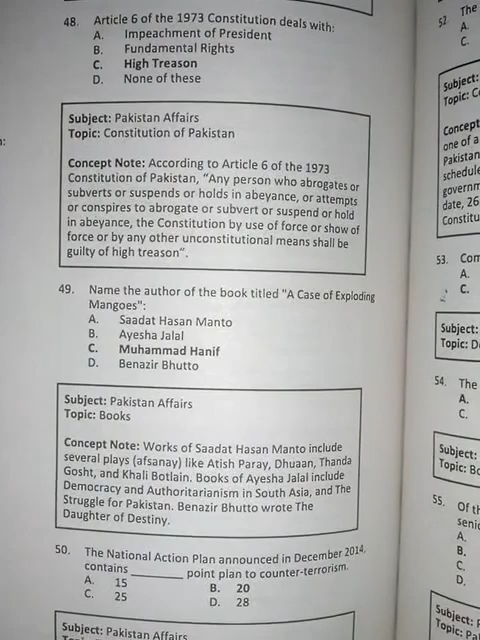 48. Article 6 of the 1973 Constitution deals with:
A. Impeachment of President
B. Fundamental Rights
C. High Treason
D. None of these
Subject: Pakistan Affairs
Topic: Constitution of Pakistan
Concept Note: According to Article 6 of the 1973
Constitution of Pakistan, "Any person who abrogates or
subverts or suspends or holds in abeyance, or attempts
or conspires to abrogate or subvert or suspend or hold
in abeyance, the Constitution by use of force or show of
force or by any other unconstitutional means shall be
guilty of high treason".
49. Name the author of the book titled "A Case of Exploding
Mangoes":
A. Saadat Hasan Manto
B. Ayesha Jalal
C. Muhammad Hanif
D. Benazir Bhutto
Subject: Pakistan Affairs
Topic: Books
Concept Note: Works of Saadat Hasan Manto include
several plays (afsanay) like Atish Paray, Dhuaan, Thanda
Gosht, and Khali Botlain. Books of Ayesha Jalal include
Democracy and Authoritarianism in South Asia, and The
Struggle for Pakistan. Benazir Bhutto wrote The
Daughter of Destiny.
50. The National Action Plan announced in December 2014,
contains ________ point plan to counter-terrorism.
A. 15 B. 20
C. 25 D. 28
Subject: Pakistan Affairs
52. The
A.
C.
Subject:
Topic:
Concept
one of a
Pakistan
schedule
governm
date, 26
Constitu
53. Com
A.
C.
Subject:
Topic: D
54. The
A.
C.
Subject:
Topic: Bo
55. Of th
senio
A.
B.
C.
D.
Subject: P
Topic: Pa